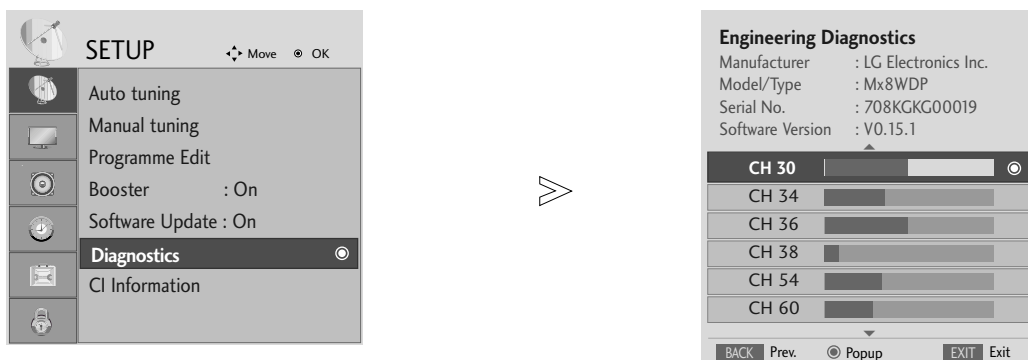 SETUP
Move OK
Auto tuning
Manual tuning
Programme Edit
Booster : On
Software Update : On
Diagnostics
CI Information
Engineering Diagnostics
Manufacturer : LG Electronics Inc.
Model/Type : Mx8WDP
Serial No. : 708KGKG00019
Software Version : V0.15.1
CH 30
CH 34
CH 36
CH 38
CH 54
CH 60
BACK Prev. Popup EXIT Exit